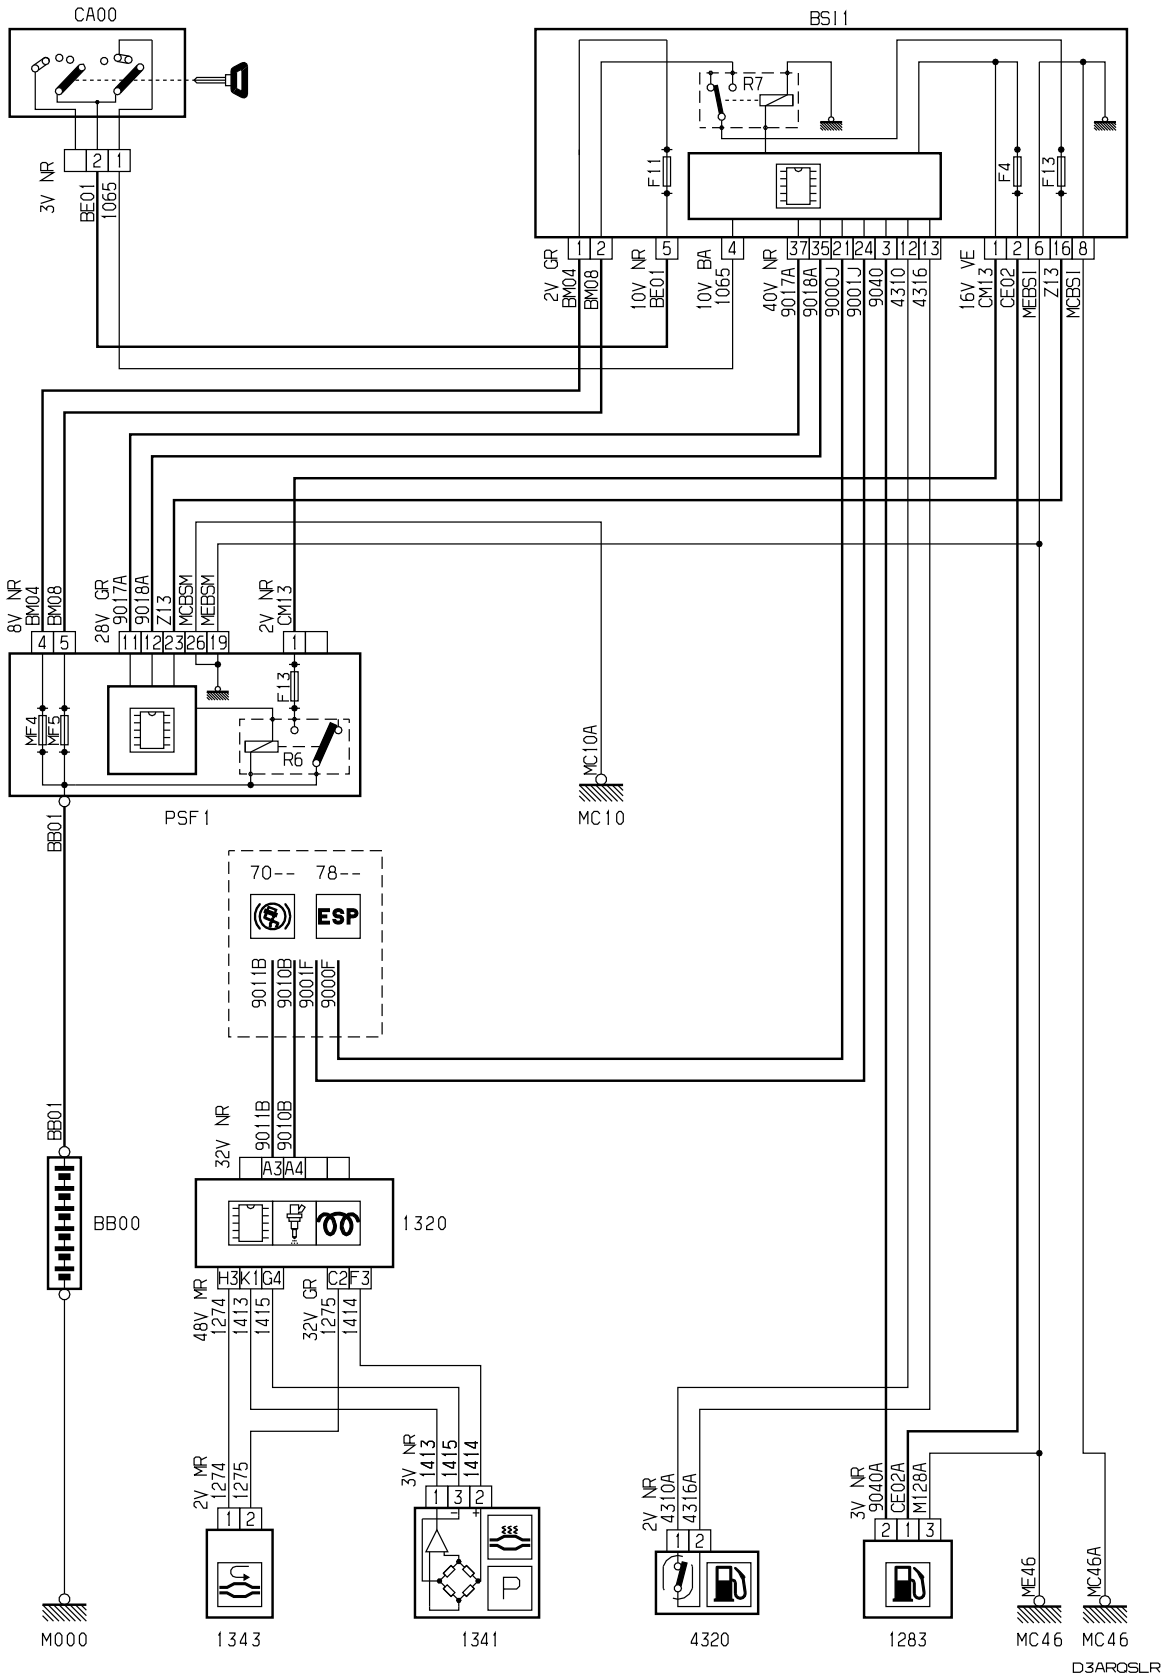 CA00
BSI1
R7
F11
F4
F13
3V NR
2
1
BE01
1065
2V GR
1
2
BM04
BM08
10V NR
5
BE01
10V BA
4
1065
40V NR
37
35
21
24
3
12
13
9017A
9018A
9000J
9001J
9040
4310
4316
16V VE
1
2
6
16
8
CM13
CE02
MEBSI
Z13
MCBSI
8V NR
BM04
BM08
28V GR
9017A
9018A
Z13
MCBSM
MEBSM
2V NR
CM13
4
5
11
12
23
26
19
1
MF4
MF5
F13
R6
PSF1
MC10A
MC10
BB01
70--
78--
ESP
9011B
9010B
9001F
9000F
BB01
32V NR
9011B
9010B
A3
A4
BB00
1320
H3
K1
G4
C2
F3
48V MR
1274
1413
1415
32V GR
1275
1414
2V MR
1274
1275
3V NR
1413
1415
1414
2V NR
4310A
4316A
3V NR
9040A
CE02A
M128A
1
2
1
3
2
- +
P
1
2
2
1
3
ME46
MC46A
M000
1343
1341
4320
1283
MC46
MC46
D3ARQSLR